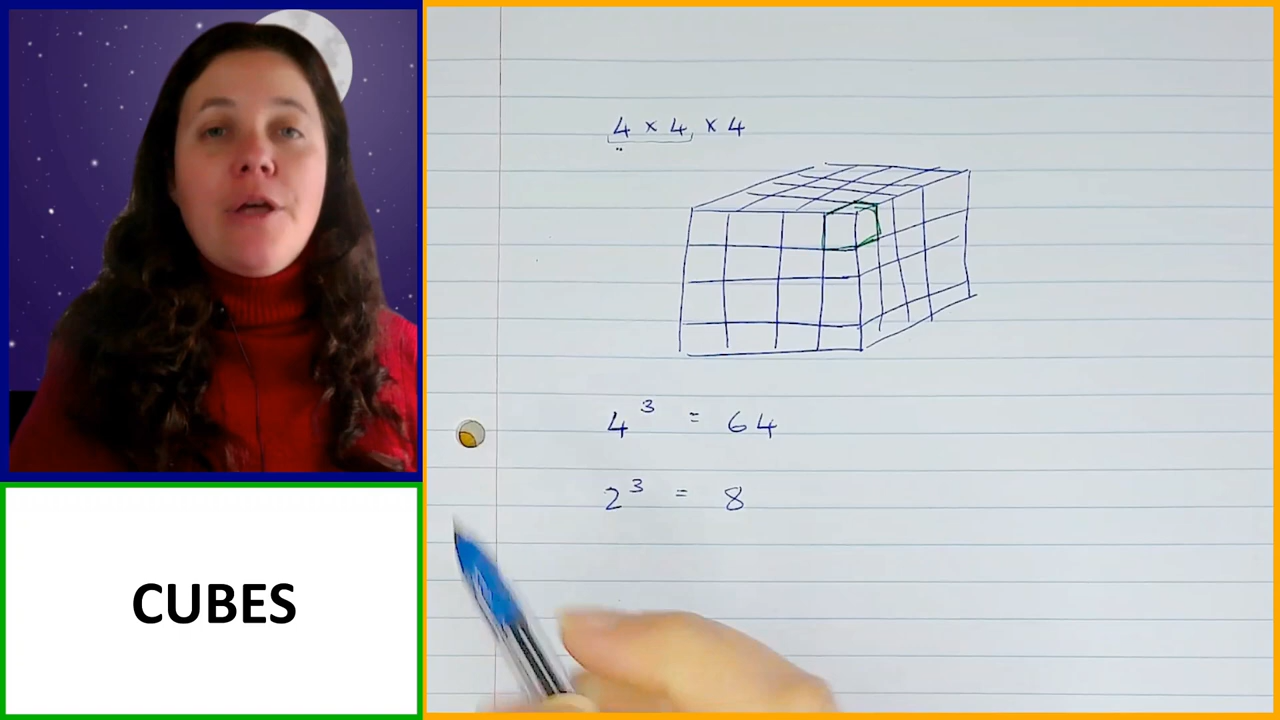 4 × 4 × 4
4³ = 64
2³ = 8
CUBES